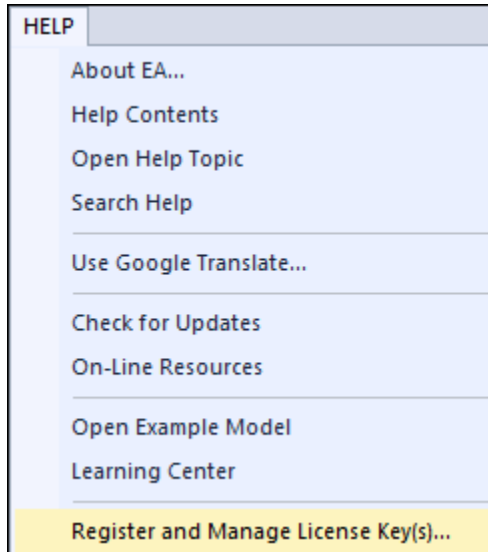 HELP
About EA...
Help Contents
Open Help Topic
Search Help
Use Google Translate...
Check for Updates
On-Line Resources
Open Example Model
Learning Center
Register and Manage License Key(s)...